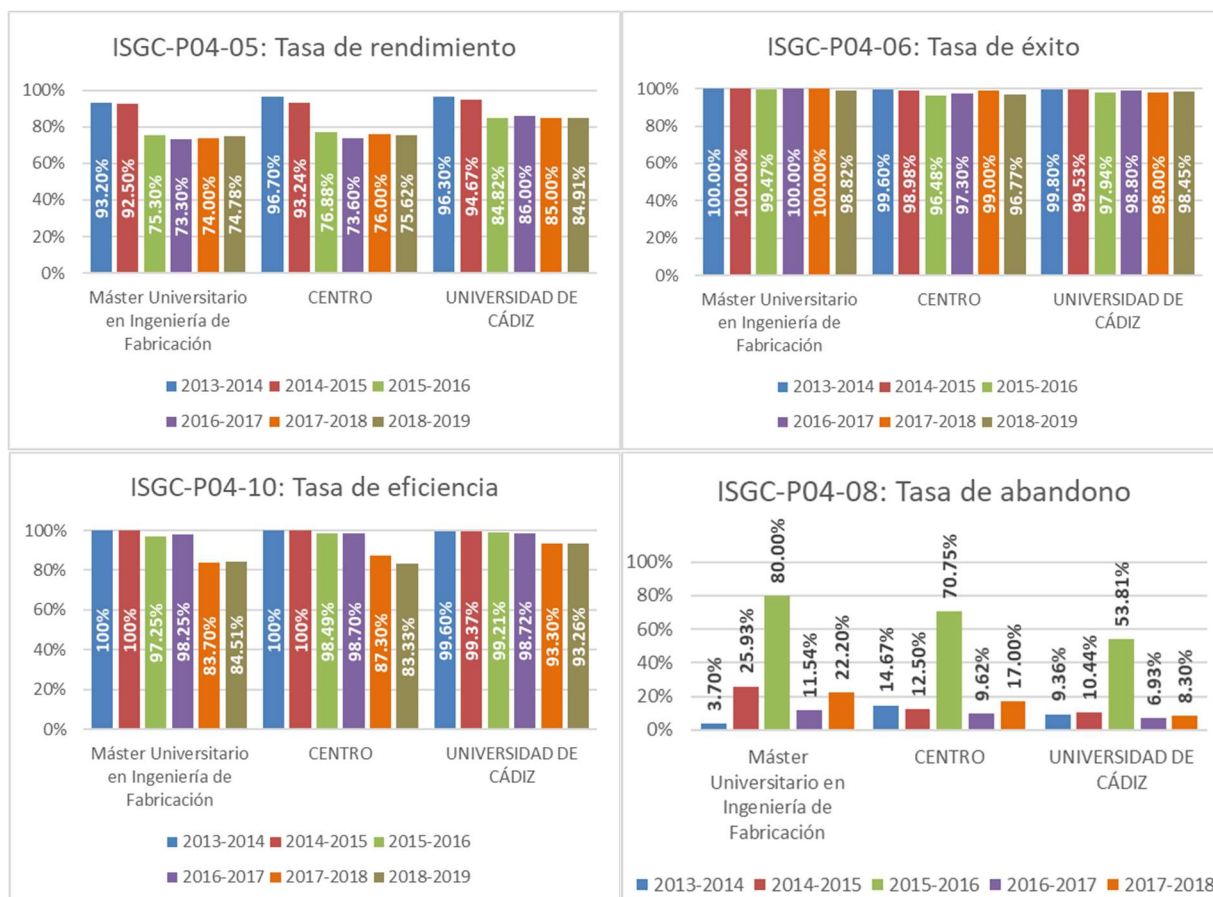 ISGC-P04-05: Tasa de rendimiento
100%
80%
60%
40%
20%
0%
93.20%
92.50%
75.30%
73.30%
74.00%
74.78%
96.70%
93.24%
76.88%
73.60%
76.00%
75.62%
96.30%
94.67%
84.82%
86.00%
85.00%
84.91%
Máster Universitario
en Ingeniería de
Fabricación
CENTRO
UNIVERSIDAD DE
CÁDIZ
2013-2014 2014-2015 2015-2016
2016-2017 2017-2018 2018-2019
ISGC-P04-06: Tasa de éxito
100%
80%
60%
40%
20%
0%
100.00%
100.00%
99.47%
100.00%
100.00%
98.82%
99.60%
98.98%
96.48%
97.30%
99.00%
96.77%
99.80%
99.53%
97.94%
98.80%
98.00%
98.45%
Máster Universitario
en Ingeniería de
Fabricación
CENTRO
UNIVERSIDAD DE
CÁDIZ
2013-2014 2014-2015 2015-2016
2016-2017 2017-2018 2018-2019
ISGC-P04-10: Tasa de eficiencia
100%
80%
60%
40%
20%
0%
100%
100%
97.25%
98.25%
83.70%
84.51%
100%
100%
98.49%
98.70%
87.30%
83.33%
99.60%
99.37%
99.21%
98.72%
93.30%
93.26%
Máster Universitario
en Ingeniería de
Fabricación
CENTRO
UNIVERSIDAD DE
CÁDIZ
2013-2014 2014-2015 2015-2016
2016-2017 2017-2018 2018-2019
ISGC-P04-08: Tasa de abandono
100%
80%
60%
40%
20%
0%
3.70%
25.93%
80.00%
11.54%
22.20%
14.67%
12.50%
70.75%
9.62%
17.00%
9.36%
10.44%
53.81%
6.93%
8.30%
Máster
Universitario en
Ingeniería de
Fabricación
CENTRO
UNIVERSIDAD DE
CÁDIZ
2013-2014 2014-2015 2015-2016 2016-2017 2017-2018